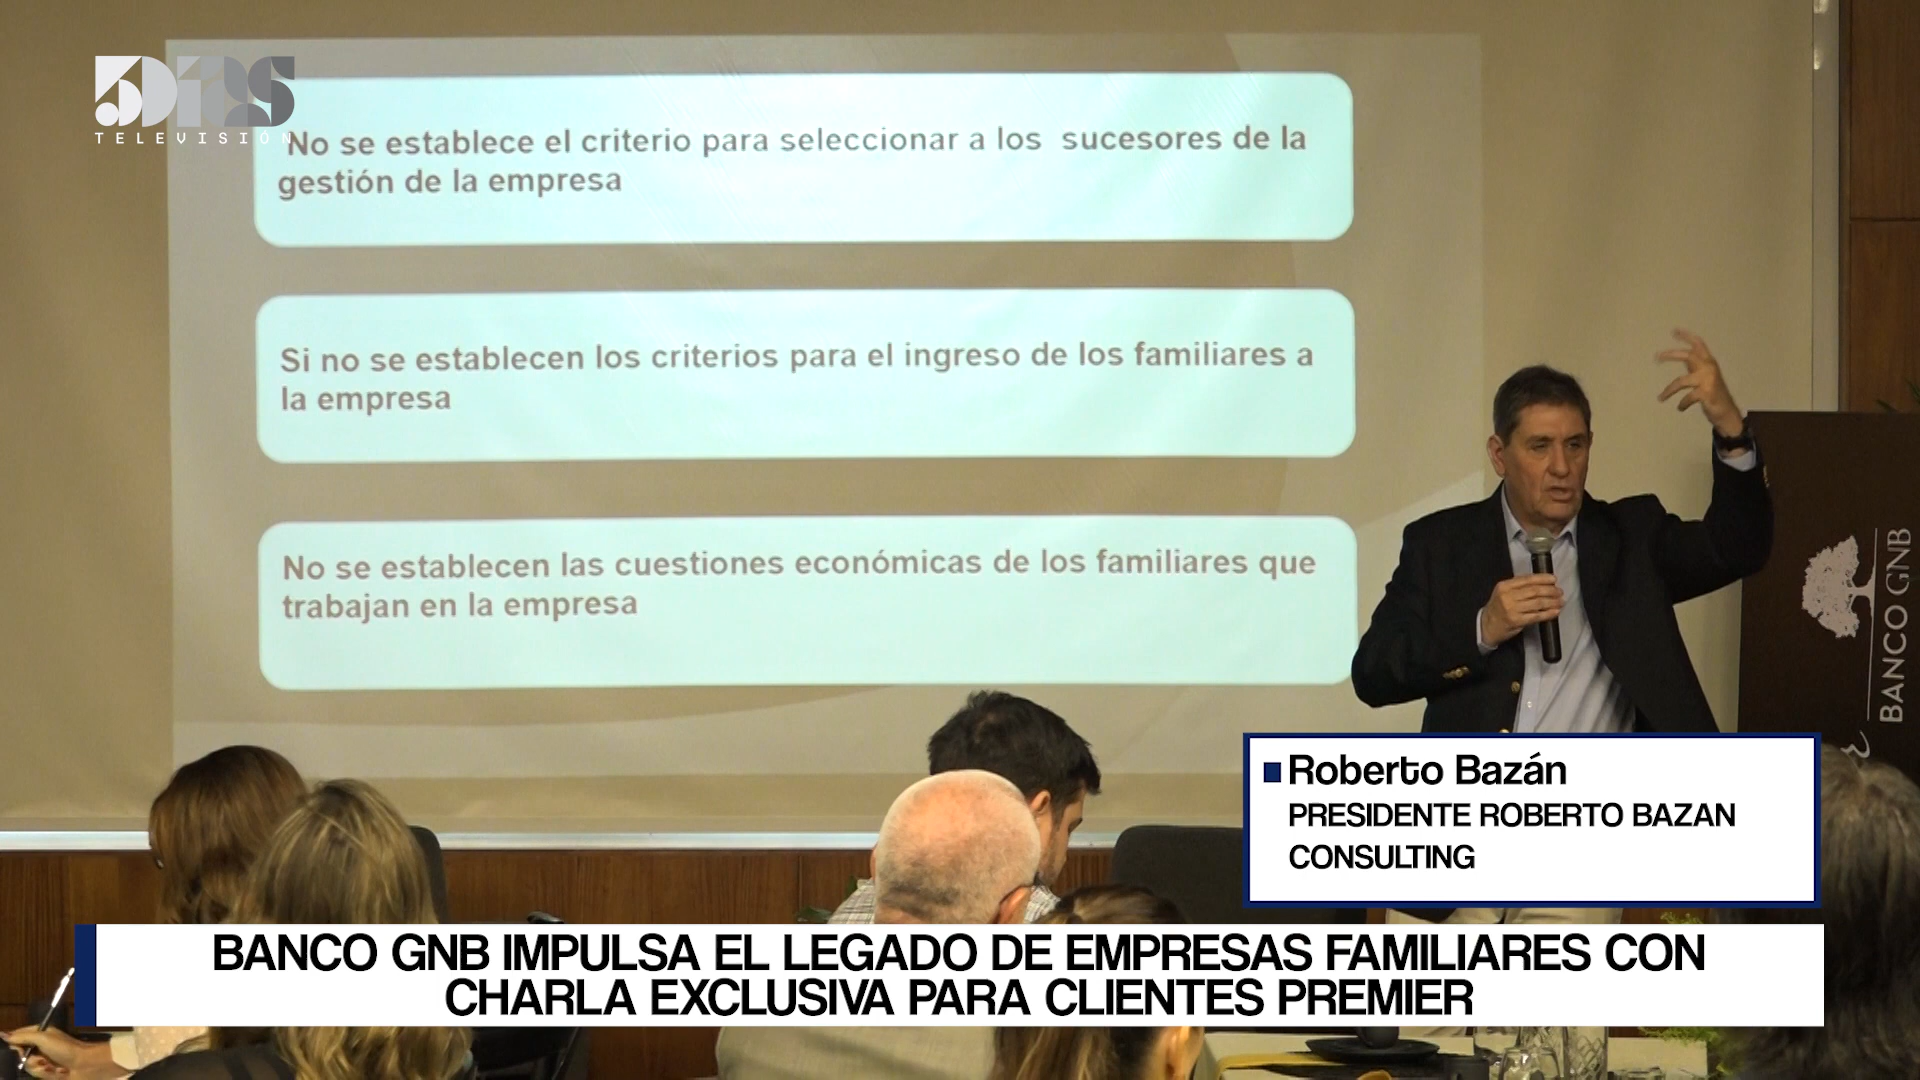 5Días
TELEVISIÓN
No se establece el criterio para seleccionar a los sucesores de la
gestión de la empresa
Si no se establecen los criterios para el ingreso de los familiares a
la empresa
No se establecen las cuestiones económicas de los familiares que
trabajan en la empresa
BANCO GNB
Roberto Bazán
PRESIDENTE ROBERTO BAZAN
CONSULTING
BANCO GNB IMPULSA EL LEGADO DE EMPRESAS FAMILIARES CON
CHARLA EXCLUSIVA PARA CLIENTES PREMIER